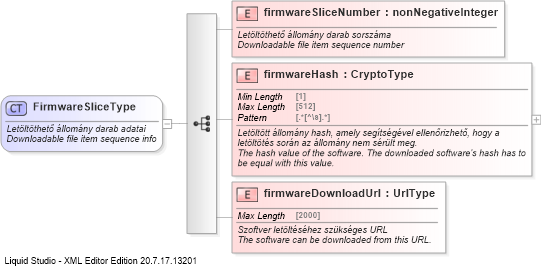 E firmwareSliceNumber : nonNegativeInteger
Letölthető állomány darab sorszáma
Downloadable file item sequence number
E firmwareHash : CryptoType
Min Length [1]
Max Length [512]
Pattern [.*[^\s].*]
Letöltött állomány hash, amely segítségével ellenőrizhető, hogy a
letöltés során az állomány nem sérült meg.
The hash value of the software. The downloaded software's hash has to
be equal with this value.
CT FirmwareSliceType
Letölthető állomány darab adatai
Downloadable file item sequence info
E firmwareDownloadUrl : UrlType
Max Length [2000]
Szoftver letöltéséhez szükséges URL
The software can be downloaded from this URL.
Liquid Studio - XML Editor Edition 20.7.17.13201